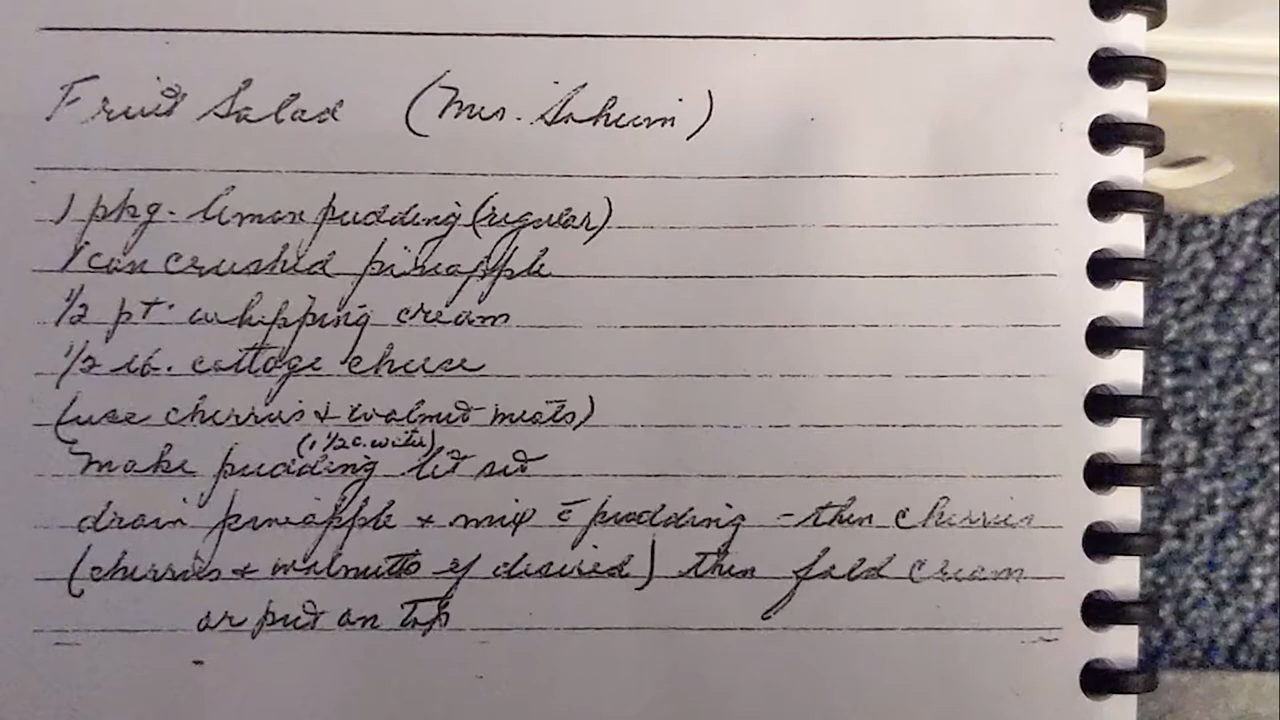 Fruit Salad (Mrs. Soheim)
1 pkg. lemon pudding (regular)
1 can crushed pineapple
1/2 pt. whipping cream
1/2 lb. cottage cheese
(use cherries & walnut meats)
(1 1/2 c. water)
Make pudding let set
drain pineapple & mix c̄ pudding - then cherries
(cherries & walnutts if desired) then fold cream
or put on top